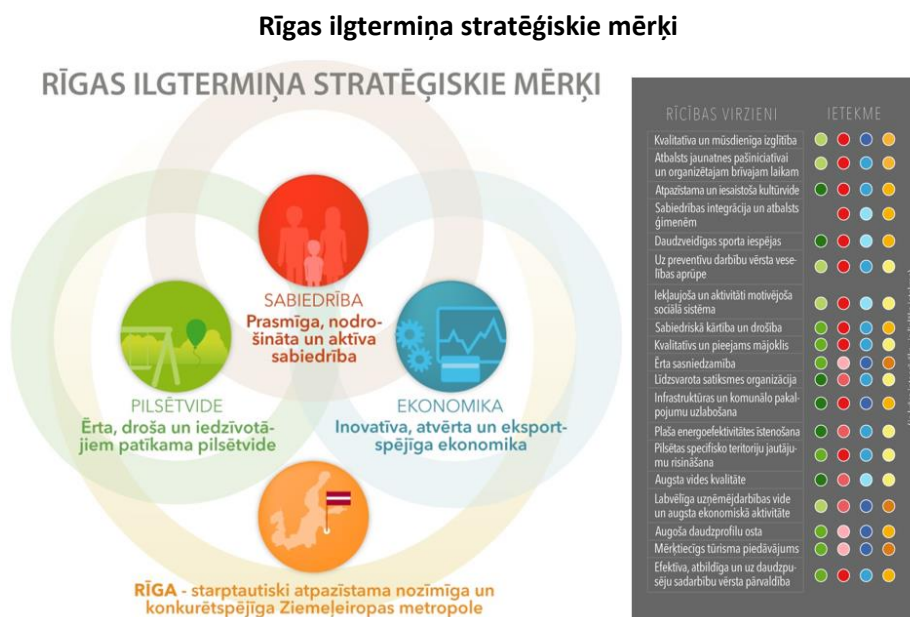 Rīgas ilgtermiņa stratēģiskie mērķi
RĪGAS ILGTERMIŅA STRATĒĢISKIE MĒRĶI
SABIEDRĪBA
Prasmīga, nodro-
šināta un aktīva
sabiedrība
PILSĒTVIDE
Ērta, droša un iedzīvotā-
jiem patīkama pilsētvide
EKONOMIKA
Inovatīva, atvērta un eksport-
spējīga ekonomika
RĪGA - starptautiski atpazīstama nozīmīga un
konkurētspējīga Ziemeļeiropas metropole
RĪCĪBAS VIRZIENI IETEKME
Kvalitatīva un mūsdienīga izglītība
Atbalsts jaunatnes pašiniciatīvai
un organizētajam brīvajam laikam
Atpazīstama un iesaistoša kultūrvide
Sabiedrības integrācija un atbalsts
ģimenēm
Daudzveidīgas sporta iespējas
Uz preventīvu darbību vērsta vese-
lības aprūpe
Iekļaujoša un aktivitāti motivējoša
sociālā sistēma
Sabiedriskā kārtība un drošība
Kvalitatīvs un pieejams mājoklis
Ērta sasniedzamība
Līdzsvarota satiksmes organizācija
Infrastruktūras un komunālo pakal-
pojumu uzlabošana
Plaša energoefektivitātes īstenošana
Pilsētas specifisko teritoriju jautāju-
mu risināšana
Augsta vides kvalitāte
Labvēlīga uzņēmējdarbības vide
un augsta ekonomiskā aktivitāte
Augoša daudzprofilu osta
Mērķtiecīgs tūrisma piedāvājums
Efektīva, atbildīga un uz daudzpu-
sēju sadarbību vērsta pārvaldība